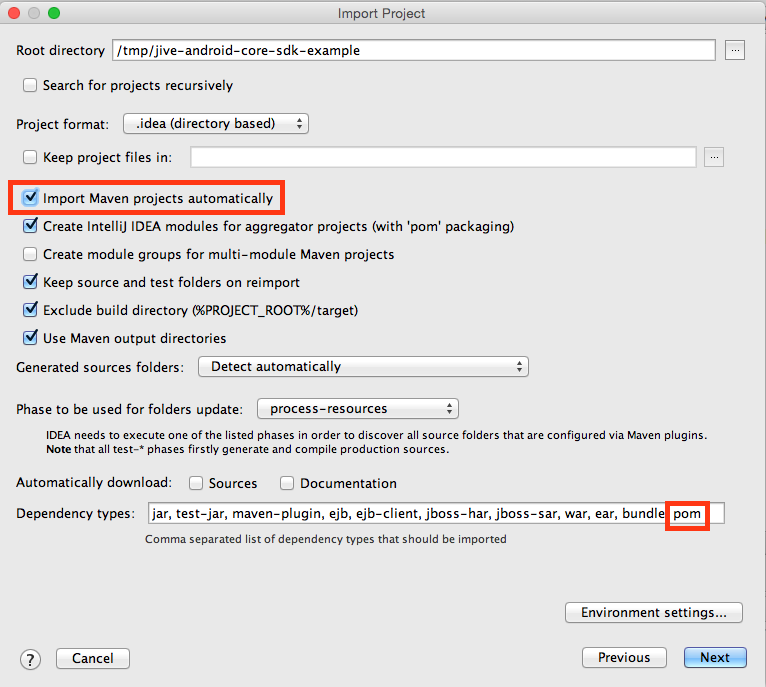 Import Project
Root directory /tmp/jive-android-core-sdk-example ...
Search for projects recursively
Project format: .idea (directory based)
Keep project files in: ...
Import Maven projects automatically
Create IntelliJ IDEA modules for aggregator projects (with 'pom' packaging)
Create module groups for multi-module Maven projects
Keep source and test folders on reimport
Exclude build directory (%PROJECT_ROOT%/target)
Use Maven output directories
Generated sources folders: Detect automatically
Phase to be used for folders update: process-resources
IDEA needs to execute one of the listed phases in order to discover all source folders that are configured via Maven plugins.
Note that all test-* phases firstly generate and compile production sources.
Automatically download: Sources Documentation
Dependency types: jar, test-jar, maven-plugin, ejb, ejb-client, jboss-har, jboss-sar, war, ear, bundle pom
Comma separated list of dependency types that should be imported
Environment settings...
? Cancel Previous Next